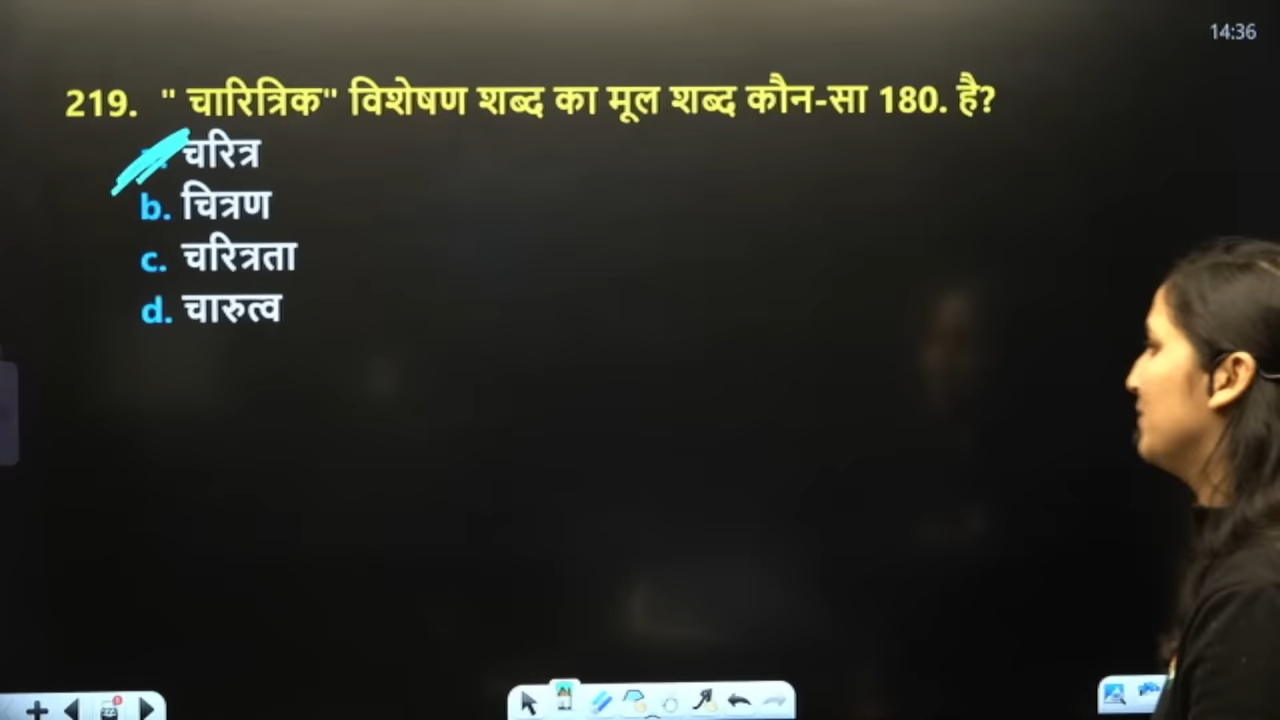 14:36
219. " चारित्रिक" विशेषण शब्द का मूल शब्द कौन-सा 180. है?
चरित्र
b. चित्रण
c. चरित्रता
d. चारुत्व